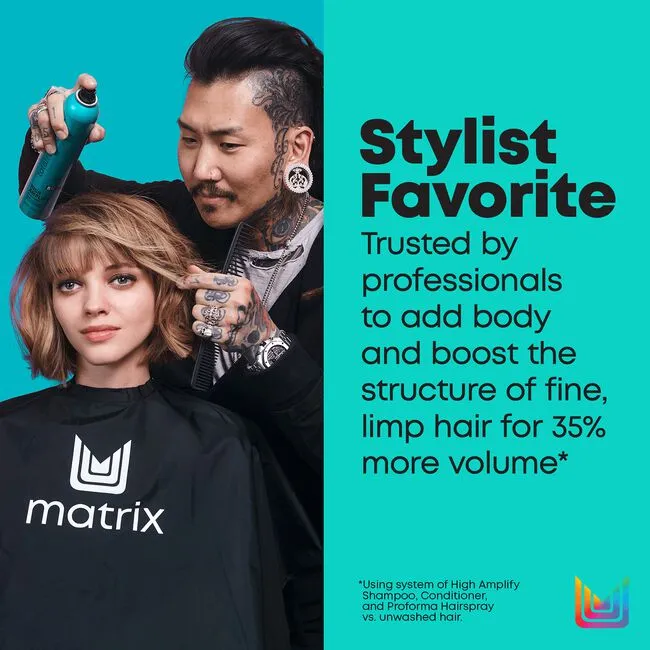 matrix
Stylist
Favorite
Trusted by
professionals
to add body
and boost the
structure of fine,
limp hair for 35%
more volume*
*Using system of High Amplify
Shampoo, Conditioner,
and Proforma Hairspray
vs. unwashed hair.